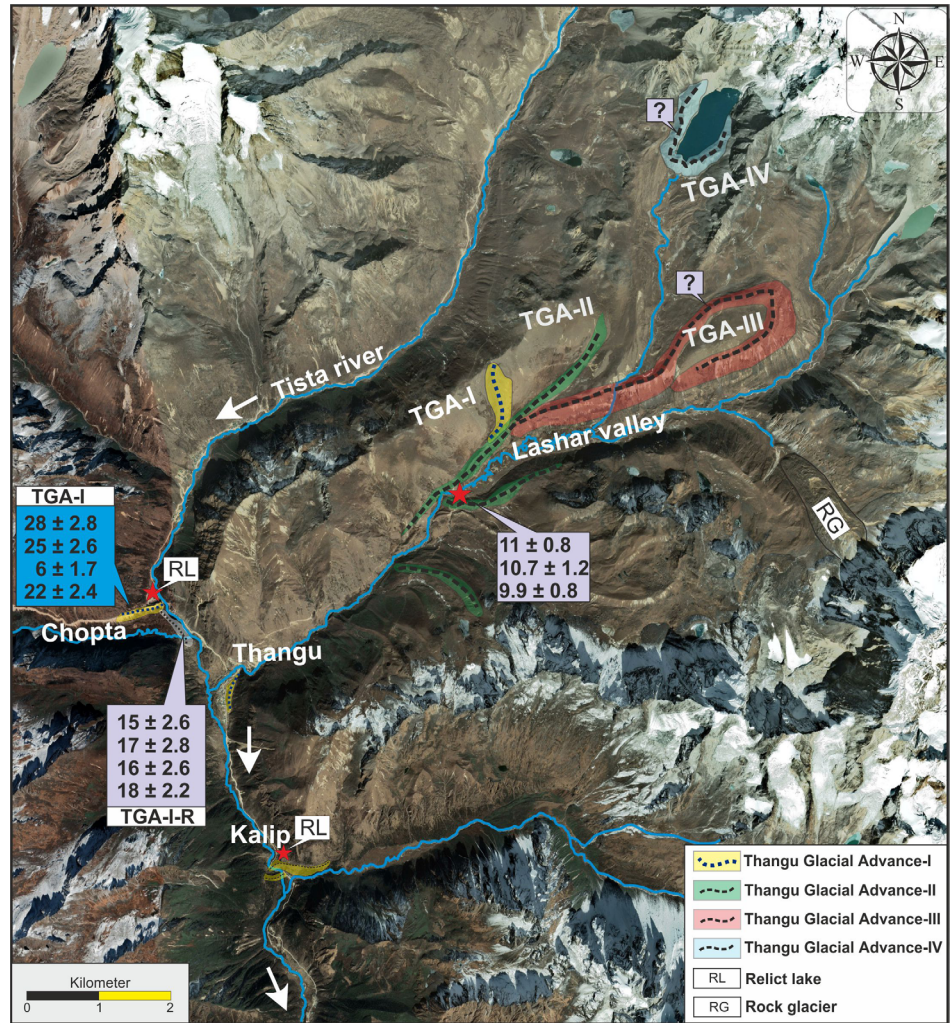 N
W E
S
?
TGA-IV
?
TGA-II
TGA-III
Tista river
TGA-I
Lashar valley
TGA-I
28 ± 2.8
25 ± 2.6
6 ± 1.7
22 ± 2.4
RL
RG
11 ± 0.8
10.7 ± 1.2
9.9 ± 0.8
Chopta
Thangu
15 ± 2.6
17 ± 2.8
16 ± 2.6
18 ± 2.2
TGA-I-R
Kalip
RL
Thangu Glacial Advance-I
Thangu Glacial Advance-II
Thangu Glacial Advance-III
Thangu Glacial Advance-IV
RL Relict lake
RG Rock glacier
Kilometer
0 1 2